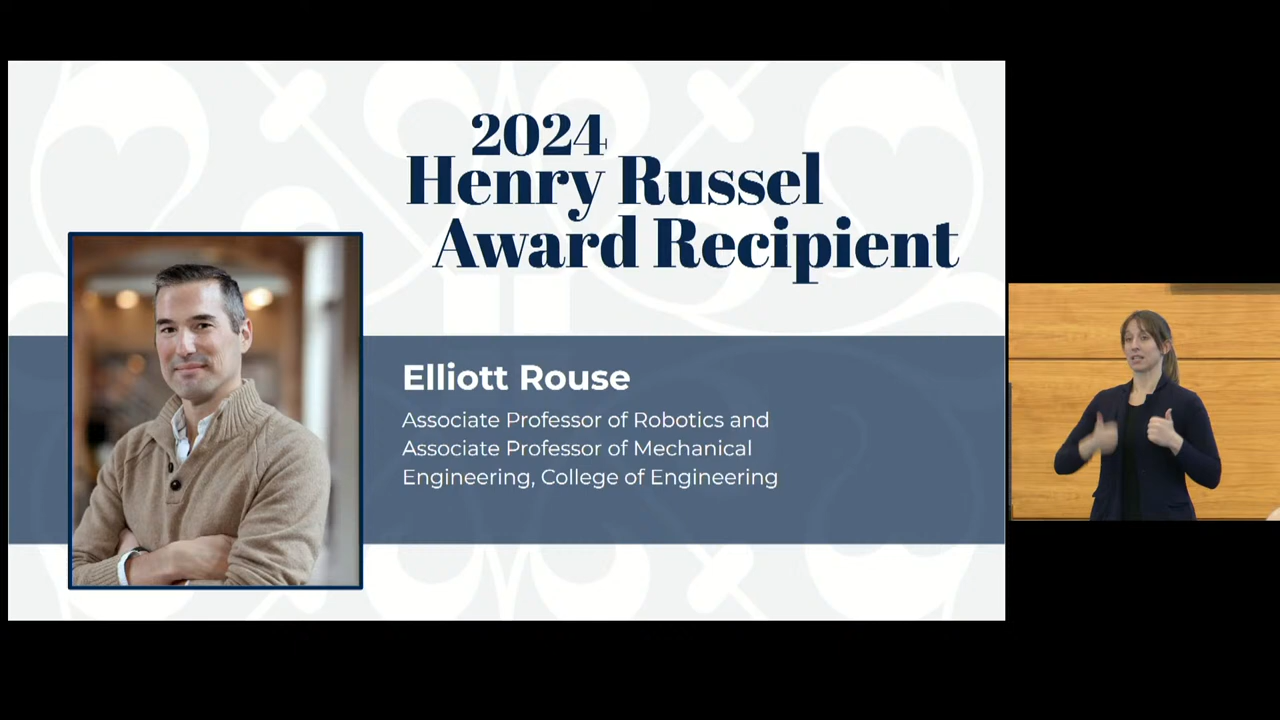 2024
Henry Russel
Award Recipient
Elliott Rouse
Associate Professor of Robotics and
Associate Professor of Mechanical
Engineering, College of Engineering